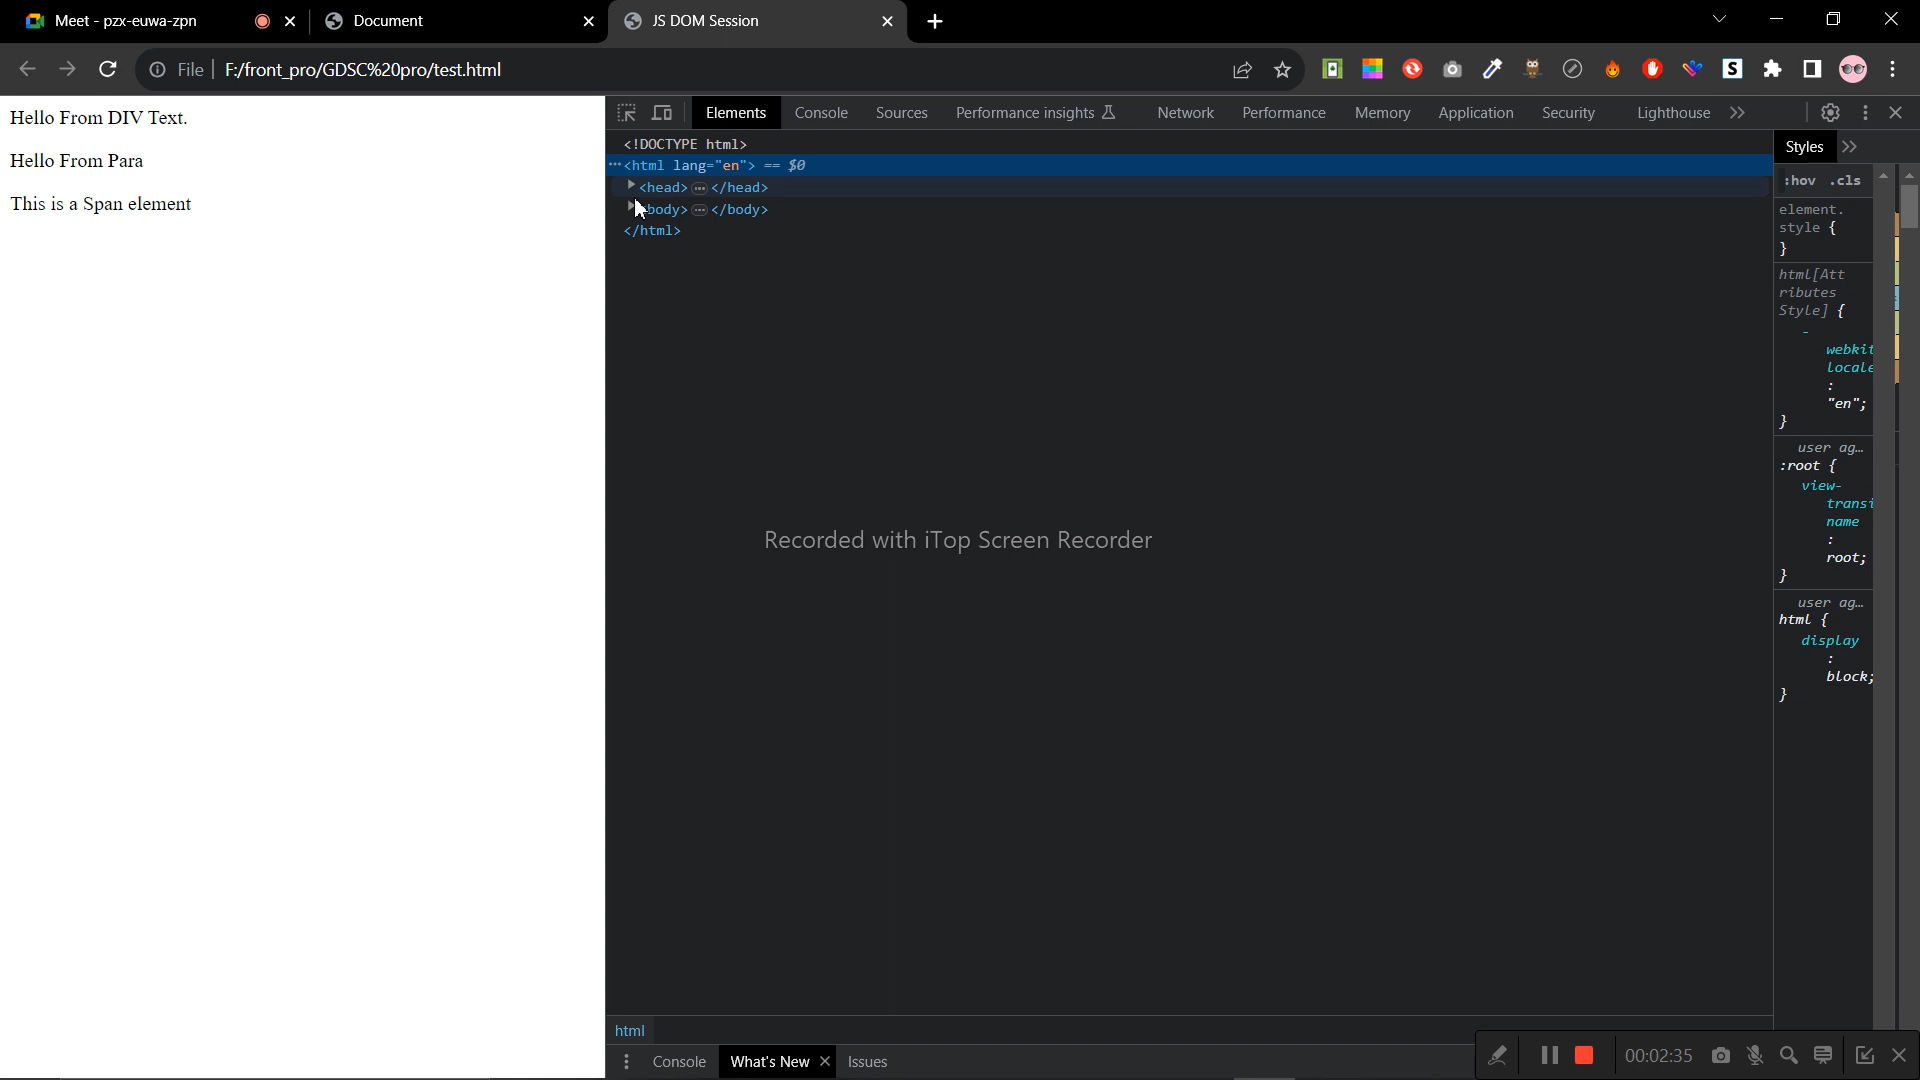 Meet - pzx-euwa-zpn
Document
JS DOM Session
File
F:/front_pro/GDSC%20pro/test.html
Hello From DIV Text.
Hello From Para
This is a Span element
Elements
Console
Sources
Performance insights
Network
Performance
Memory
Application
Security
Lighthouse
<!DOCTYPE html>
<html lang="en"> == $0
<head> </head>
body> </body>
</html>
Styles
:hov .cls
element.
style {
}
html[Att
ributes
Style] {
-
webkit
locale
:
"en";
}
user ag…
:root {
view-
transi
name
:
root;
}
user ag…
html {
display
:
block;
}
Recorded with iTop Screen Recorder
html
Console
What's New
Issues
00:02:35